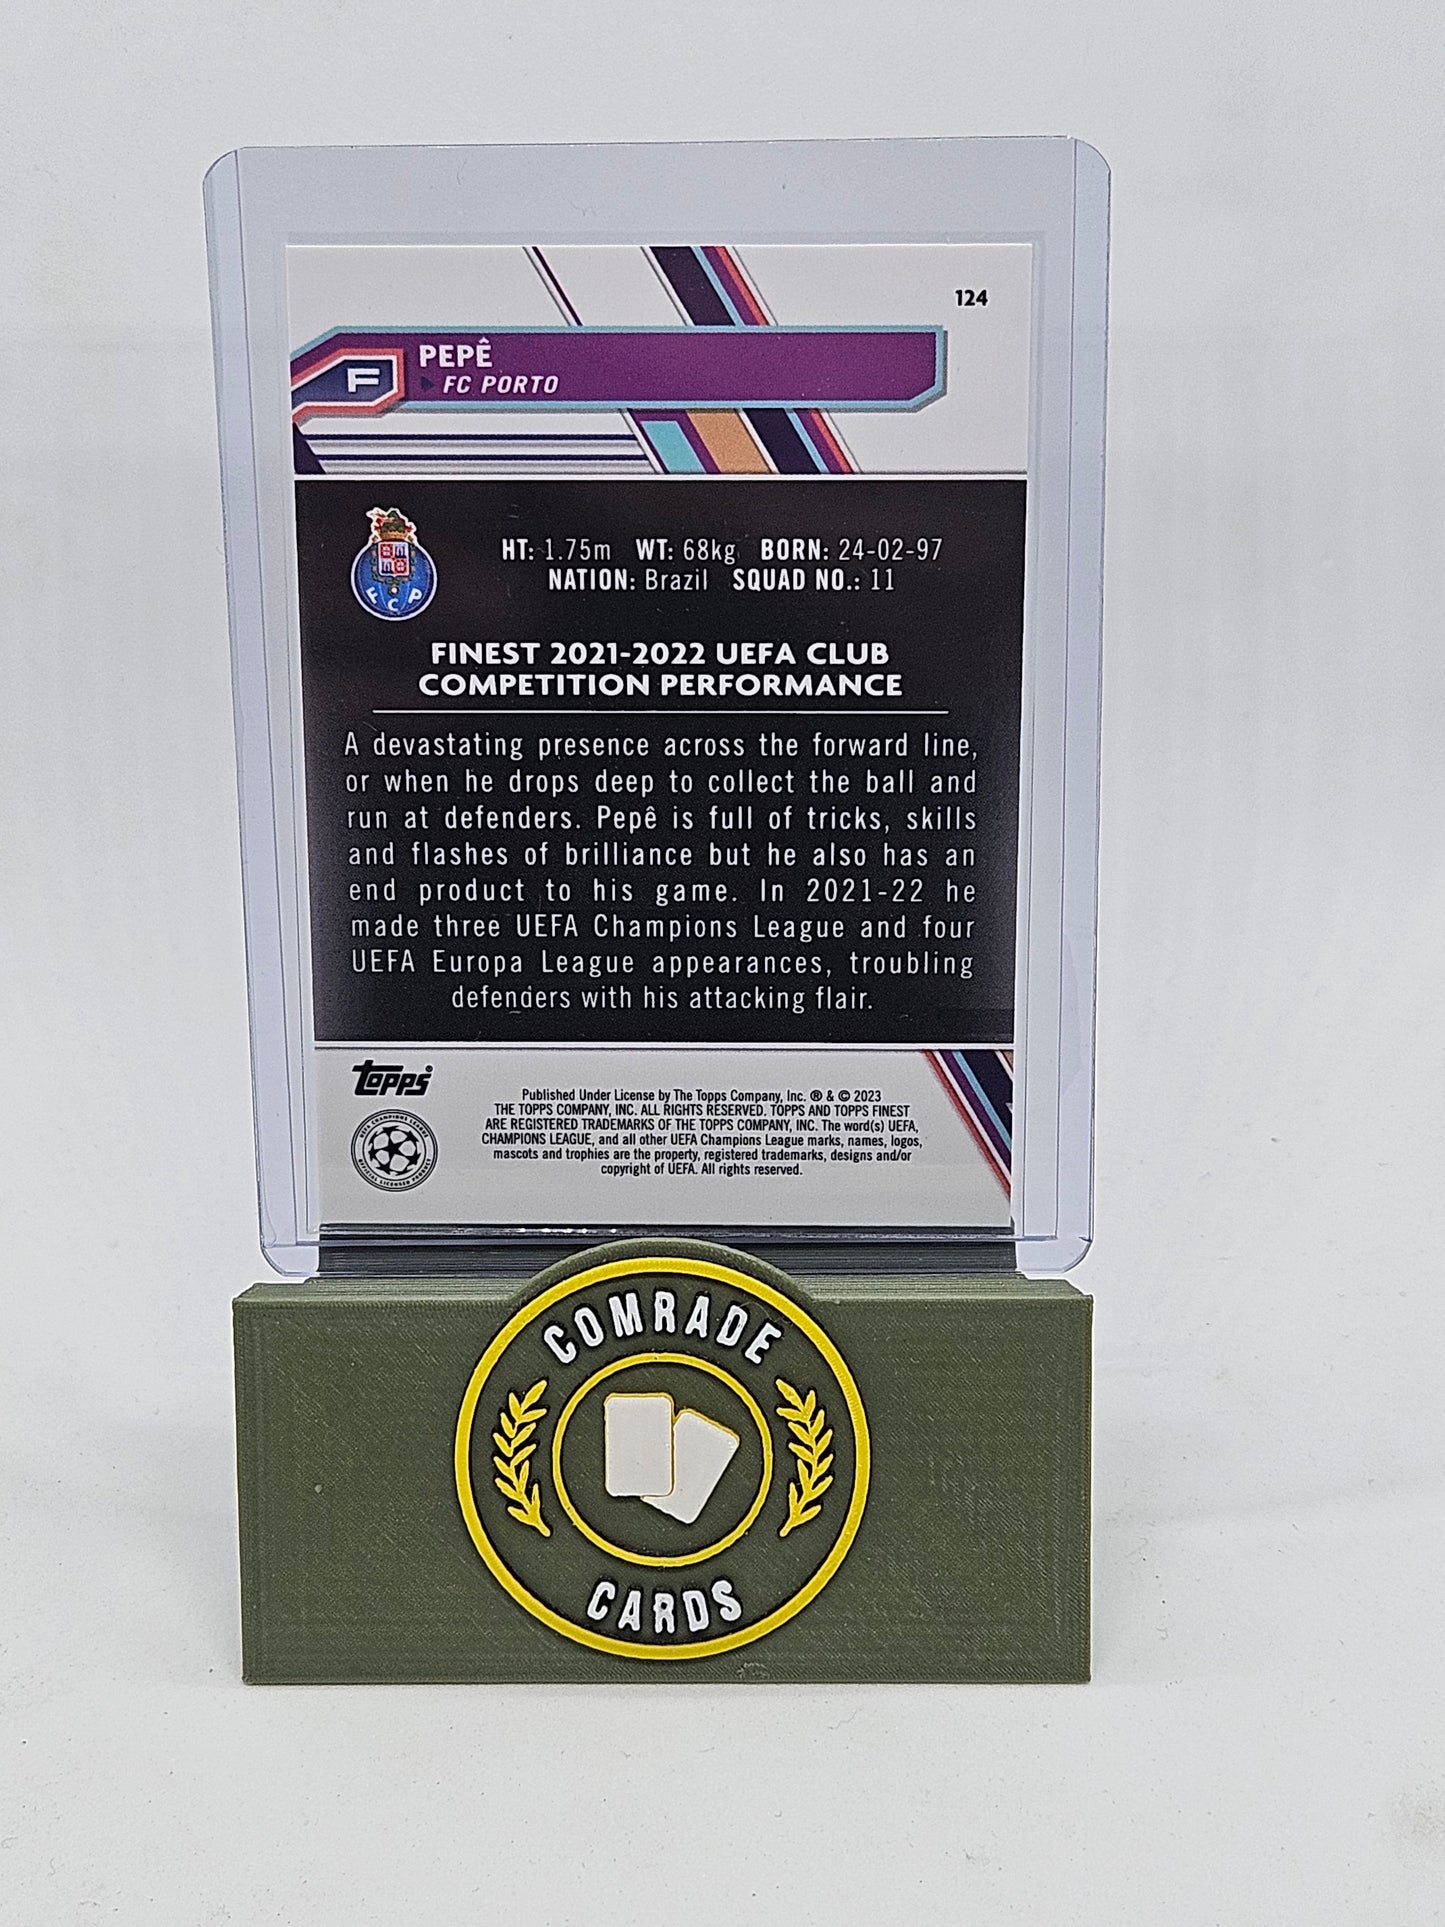 124
PEPÊ
F
FC PORTO
FCP
HT: 1.75m WT: 68kg BORN: 24-02-97
NATION: Brazil SQUAD NO.: 11
FINEST 2021-2022 UEFA CLUB
COMPETITION PERFORMANCE
A devastating presence across the forward line,
or when he drops deep to collect the ball and
run at defenders. Pepê is full of tricks, skills
and flashes of brilliance but he also has an
end product to his game. In 2021-22 he
made three UEFA Champions League and four
UEFA Europa League appearances, troubling
defenders with his attacking flair.
topps
Published Under License by The Topps Company, Inc. ® & © 2023
THE TOPPS COMPANY, INC. ALL RIGHTS RESERVED. TOPPS AND TOPPS FINEST
ARE REGISTERED TRADEMARKS OF THE TOPPS COMPANY, INC. The word(s) UEFA,
CHAMPIONS LEAGUE, and all other UEFA Champions League marks, names, logos,
mascots and trophies are the property, registered trademarks, designs and/or
copyright of UEFA. All rights reserved.
UEFA CHAMPIONS LEAGUE
OFFICIAL LICENSED PRODUCT
COMRADE
CARDS